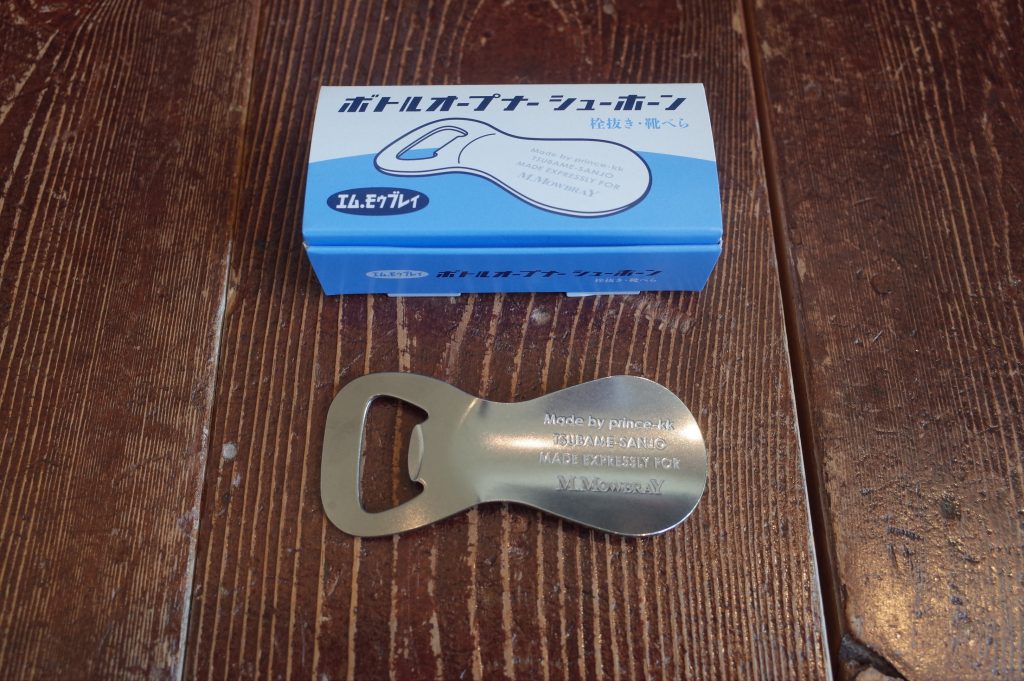 ボトルオープナー シューホーン
栓抜き・靴べら
Made by prince-kk
TSUBAME-SANJO
MADE EXPRESSLY FOR
M.MOWBRAY
エム.モゥブレィ
エム.モゥブレィ ボトルオープナー シューホーン
栓抜き・靴べら
Made by prince-kk
TSUBAME-SANJO
MADE EXPRESSLY FOR
M.MOWBRAY